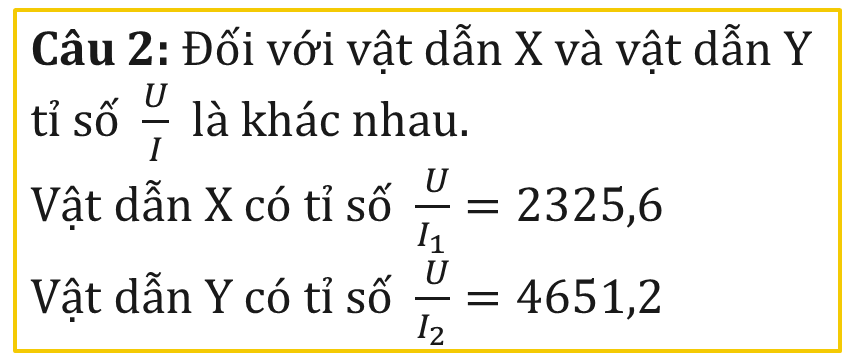 Câu 2: Đối với vật dẫn X và vật dẫn Y
tỉ số U/I là khác nhau.
Vật dẫn X có tỉ số U/I₁ = 2325,6
Vật dẫn Y có tỉ số U/I₂ = 4651,2